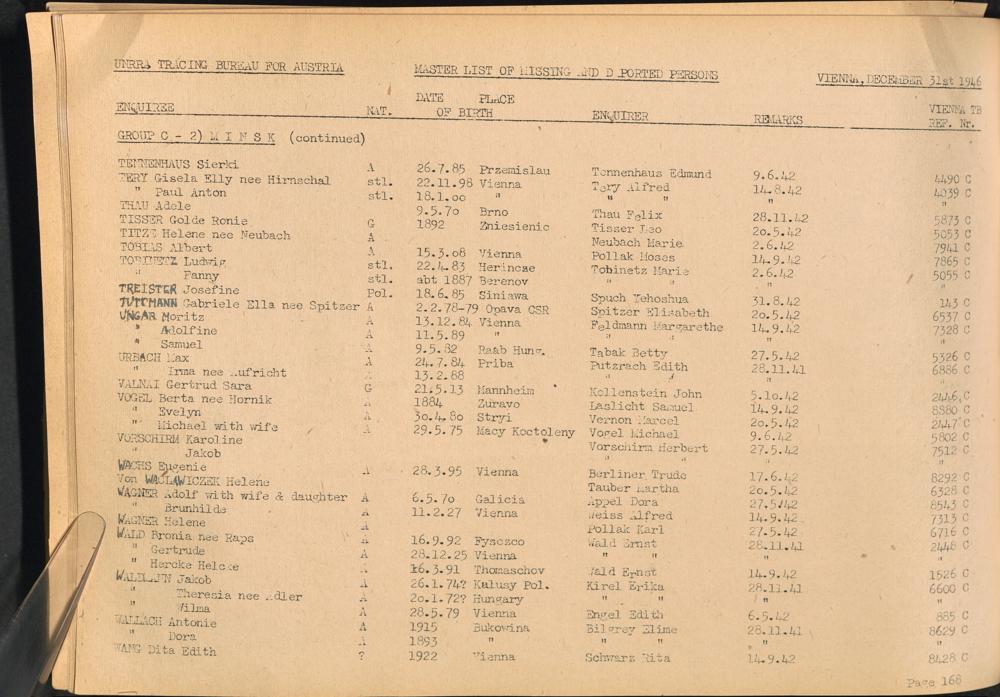 UNRRA TRACING BUREAU FOR AUSTRIA MASTER LIST OF MISSING AND D PORTED PERSONS VIENNA, DECEMBER 31st 1946
ENQUIREE NAT. DATE PLACE OF BIRTH ENQUIRER REMARKS VIENNA TB REF. Nr.
GROUP C - 2) M I N S K (continued)
TENNENHAUS Sierki A 26.7.85 Przemislau Tennenhaus Edmund 9.6.42 4490 C
TERY Gisela Elly nee Hirnschal stl. 22.11.98 Vienna Tery Alfred 14.8.42 4039 C
" Paul Anton stl. 18.1.00 " " " "
THAU Adele 9.5.70 Brno Thau Felix 28.11.42 5873 C
TISSER Golde Ronie G 1892 Zniesienie Tisser Leo 20.5.42 5053 C
TITZE Helene nee Neubach A Neubach Marie 2.6.42 7941 C
TOBIAS Albert A 15.3.08 Vienna Pollak Moses 14.9.42 7865 C
TOBINETZ Ludwig stl. 22.4.83 Herincze Tobinetz Marie 2.6.42 5055 C
" Fanny stl. abt 1887 Berenov " " "
TREISTER Josefine Pol. 18.6.85 Siniawa Spuch Yehoshua 31.8.42 143 C
TUTTMANN Gabriele Ella nee Spitzer A 2.2.78-79 Opava CSR Spitzer Elisabeth 20.5.42 6537 C
UNGAR Moritz A 13.12.84 Vienna Feldmann Margarethe 14.9.42 7328 C
" Adolfine A 11.5.89 " " " "
" Samuel A 9.5.82 Raab Hung. Tabak Betty 27.5.42 5326 C
URBACH Max A 24.7.84 Priba Putzrach Edith 28.11.41 6886 C
" Irma nee Aufricht A 13.2.88 " " "
VALNAI Gertrud Sara G 21.5.13 Mannheim Kollenstein John 5.10.42 2446 C
VOGEL Berta nee Hornik A 1884 Zuravo Laslicht Samuel 14.9.42 8380 C
" Evelyn A 30.4.80 Stryi Vernon Marcel 20.5.42 2447 C
" Michael with wife A 29.5.75 Macy Koctoleny Vogel Michael 9.6.42 5802 C
VORSCHIRM Karoline Vorschirm Herbert 27.5.42 7512 C
" Jakob " " "
WACHS Eugenie A 28.3.95 Vienna Berliner Trude 17.6.42 8292 C
Von WACLAWICZEK Helene Tauber Martha 20.5.42 6328 C
WAGNER Adolf with wife & daughter A 6.5.70 Galicia Appel Dora 27.5.42 8543 C
" Brunhilde A 11.2.27 Vienna Weiss Alfred 14.9.42 7313 C
WAGNER Helene A Pollak Karl 27.5.42 6716 C
WALD Bronia nee Raps A 16.9.92 Fysozco Wald Ernst 28.11.41 2448 C
" Gertrude A 28.12.25 Vienna " " "
" Hercke A 16.3.91 Thomaschov Wald Ernst 14.9.42 1526 C
WALDMANN Jakob A 26.1.74? Kalusy Pol. Kirel Erika 28.11.41 6600 C
" Theresia nee Adler A 20.1.72? Hungary " " "
" Wilma A 28.5.79 Vienna Engel Edith 6.5.42 885 C
WALLACH Antonie A 1915 Bukowina Bilgrey Elime 28.11.41 8629 C
" Dora A 1893 " " " "
WANG Dita Edith ? 1922 Vienna Schwarz Rita 14.9.42 8428 C
Page 168